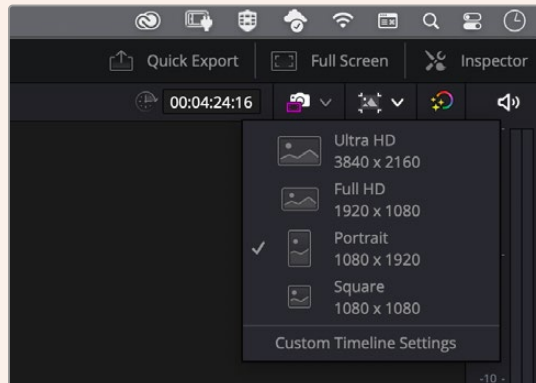 Quick Export
Full Screen
Inspector
00:04:24:16
Ultra HD
3840 x 2160
Full HD
1920 x 1080
Portrait
1080 x 1920
Square
1080 x 1080
Custom Timeline Settings
-10